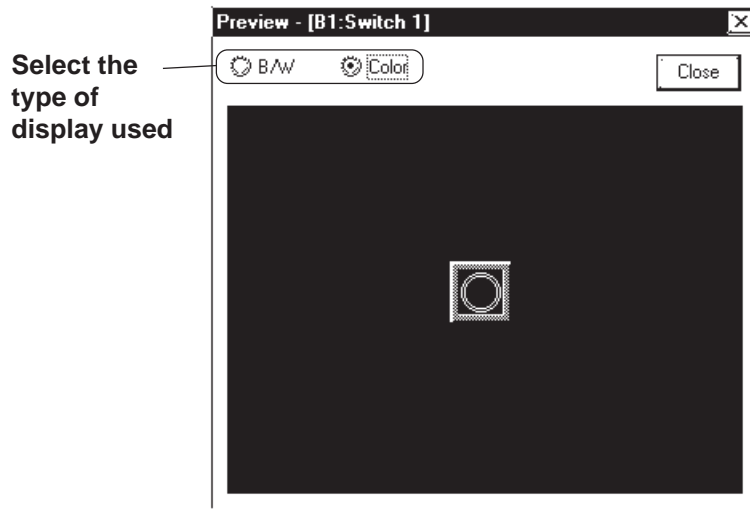 Preview - [B1:Switch 1]
Select the
type of
display used
B/W Color
Close